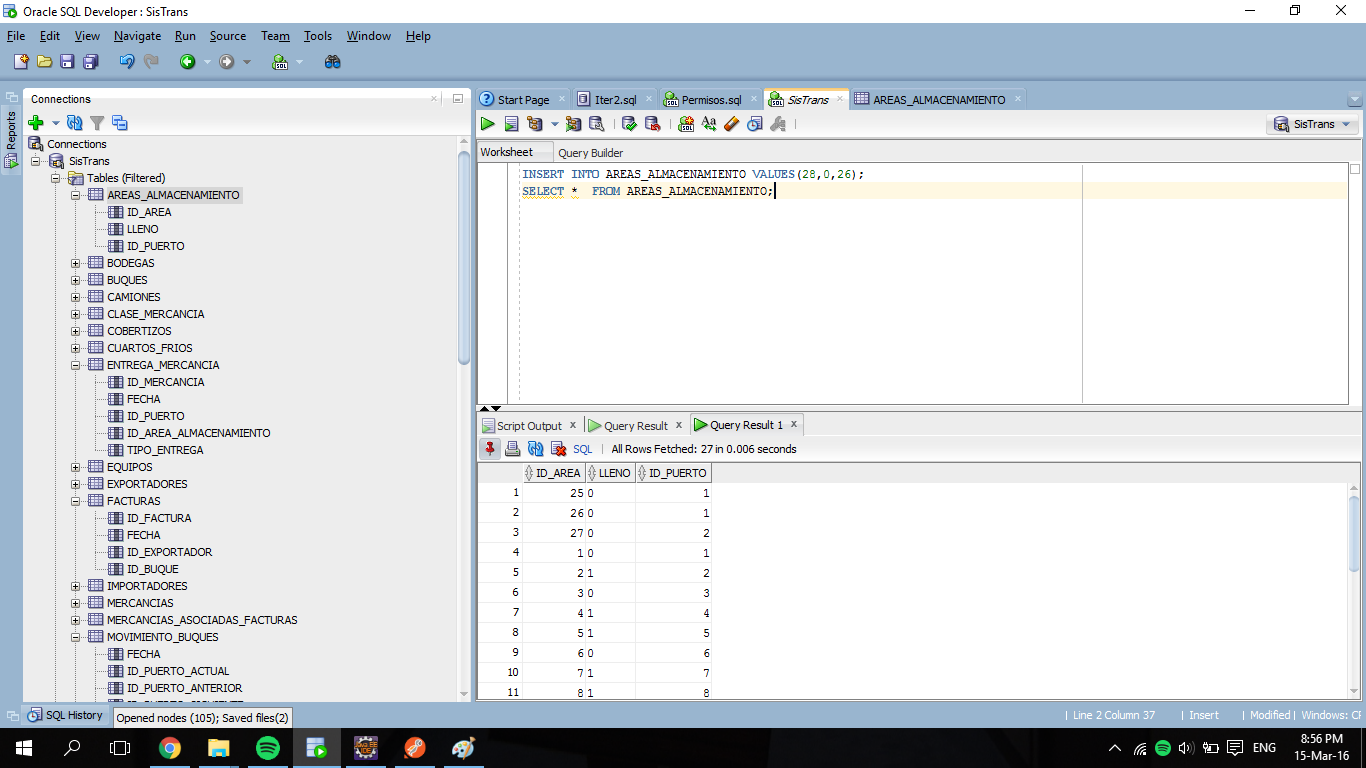 Oracle SQL Developer : SisTrans
File Edit View Navigate Run Source Team Tools Window Help
Reports
Connections
Connections
SisTrans
Tables (Filtered)
AREAS_ALMACENAMIENTO
ID_AREA
LLENO
ID_PUERTO
BODEGAS
BUQUES
CAMIONES
CLASE_MERCANCIA
COBERTIZOS
CUARTOS_FRIOS
ENTREGA_MERCANCIA
ID_MERCANCIA
FECHA
ID_PUERTO
ID_AREA_ALMACENAMIENTO
TIPO_ENTREGA
EQUIPOS
EXPORTADORES
FACTURAS
ID_FACTURA
FECHA
ID_EXPORTADOR
ID_BUQUE
IMPORTADORES
MERCANCIAS
MERCANCIAS_ASOCIADAS_FACTURAS
MOVIMIENTO_BUQUES
FECHA
ID_PUERTO_ACTUAL
ID_PUERTO_ANTERIOR
Start Page Iter2.sql Permisos.sql SisTrans AREAS_ALMACENAMIENTO
SisTrans
Worksheet Query Builder
INSERT INTO AREAS_ALMACENAMIENTO VALUES(28,0,26);
SELECT * FROM AREAS_ALMACENAMIENTO;
Script Output Query Result Query Result 1
SQL All Rows Fetched: 27 in 0.006 seconds
ID_AREA LLENO ID_PUERTO
1 25 0 1
2 26 0 1
3 27 0 2
4 1 0 1
5 2 1 2
6 3 0 3
7 4 1 4
8 5 1 5
9 6 0 6
10 7 1 7
11 8 1 8
SQL History Opened nodes (105); Saved files(2)
Line 2 Column 37 Insert Modified Windows: CF
ENG
8:56 PM
15-Mar-16